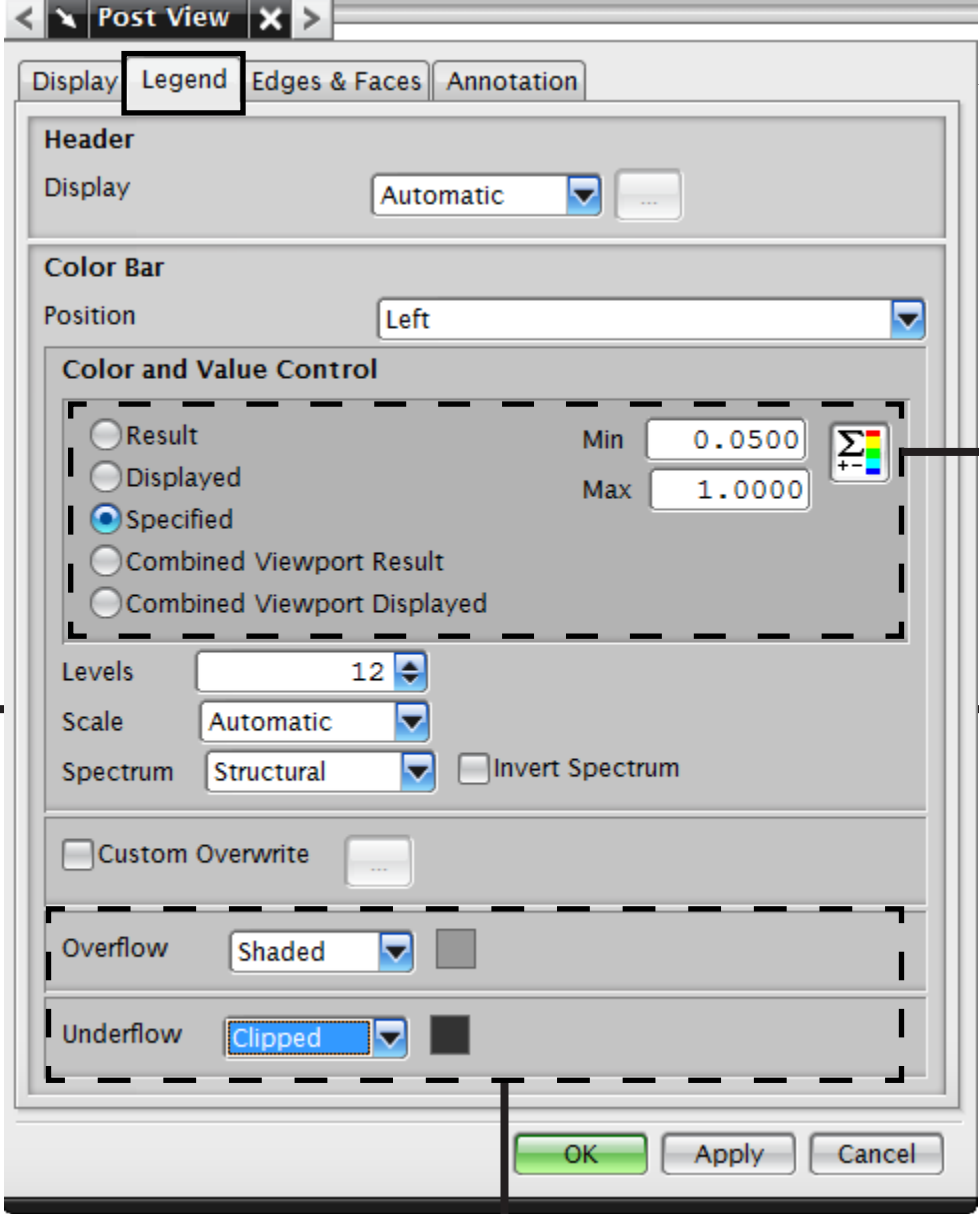 Post View
Display Legend Edges & Faces Annotation
Header
Display Automatic ...
Color Bar
Position Left
Color and Value Control
Result Min 0.0500
Displayed Max 1.0000
Specified
Combined Viewport Result
Combined Viewport Displayed
Levels 12
Scale Automatic
Spectrum Structural Invert Spectrum
Custom Overwrite ...
Overflow Shaded
Underflow Clipped
OK Apply Cancel